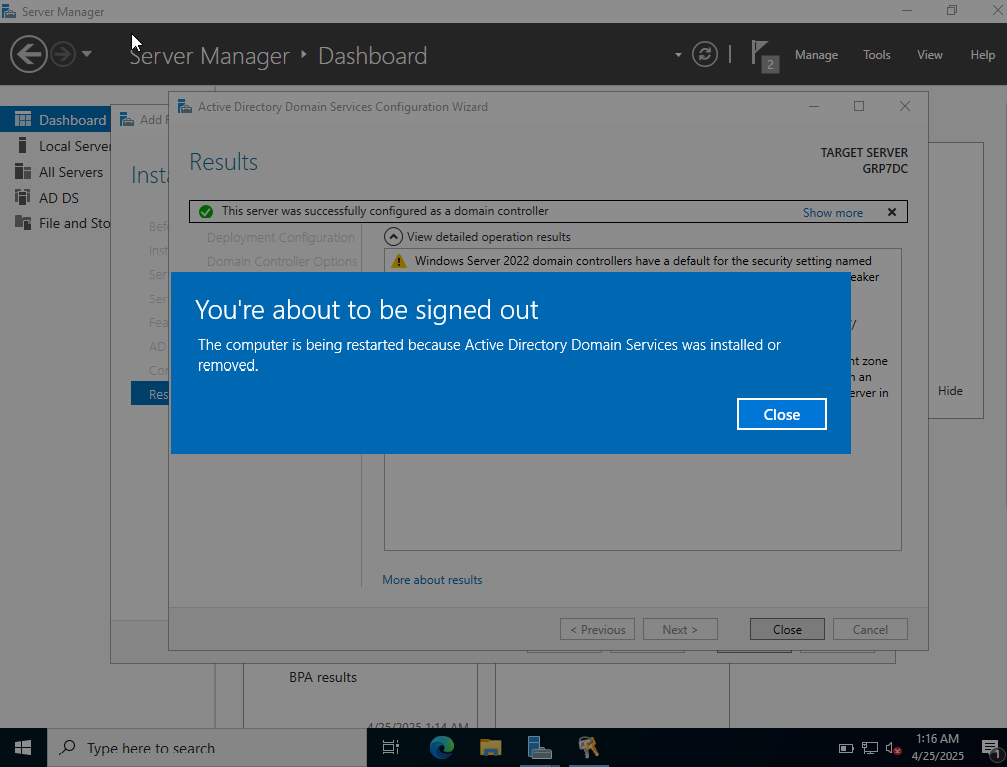 Server Manager
Server Manager ‣ Dashboard
2
Manage
Tools
View
Help
Dashboard
Local Server
All Servers
AD DS
File and Sto
Add R
Insta
Active Directory Domain Services Configuration Wizard
Results
TARGET SERVER
GRP7DC
This server was successfully configured as a domain controller
Show more
Deployment Configuration
Domain Controller Options
View detailed operation results
Windows Server 2022 domain controllers have a default for the security setting named
eaker
You're about to be signed out
The computer is being restarted because Active Directory Domain Services was installed or
removed.
Close
nt zone
n an
erver in
Bef
Inst
Ser
Ser
Fea
AD
Con
Res
Hide
More about results
< Previous
Next >
Close
Cancel
BPA results
4/25/2025 1:14 AM
Type here to search
1:16 AM
4/25/2025
1